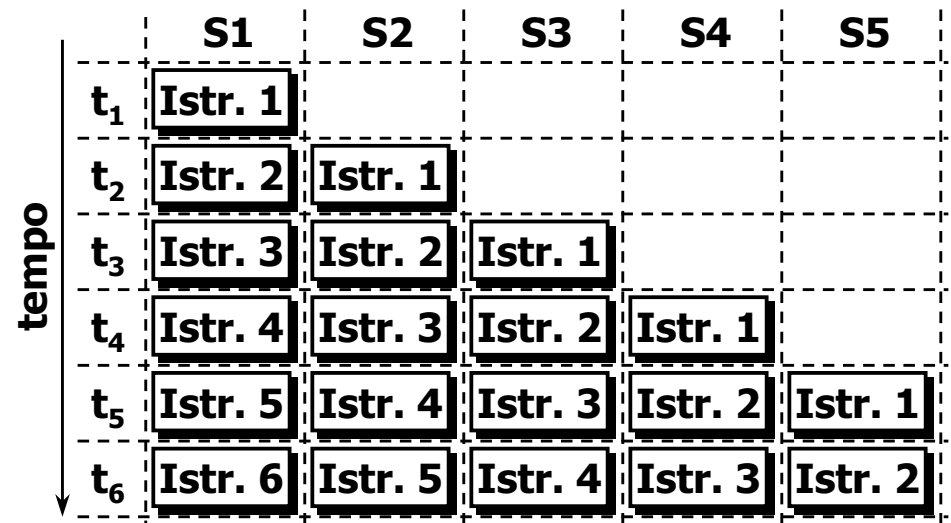 S1 S2 S3 S4 S5
t₁ Istr. 1
t₂ Istr. 2 Istr. 1
t₃ Istr. 3 Istr. 2 Istr. 1
t₄ Istr. 4 Istr. 3 Istr. 2 Istr. 1
t₅ Istr. 5 Istr. 4 Istr. 3 Istr. 2 Istr. 1
t₆ Istr. 6 Istr. 5 Istr. 4 Istr. 3 Istr. 2
tempo